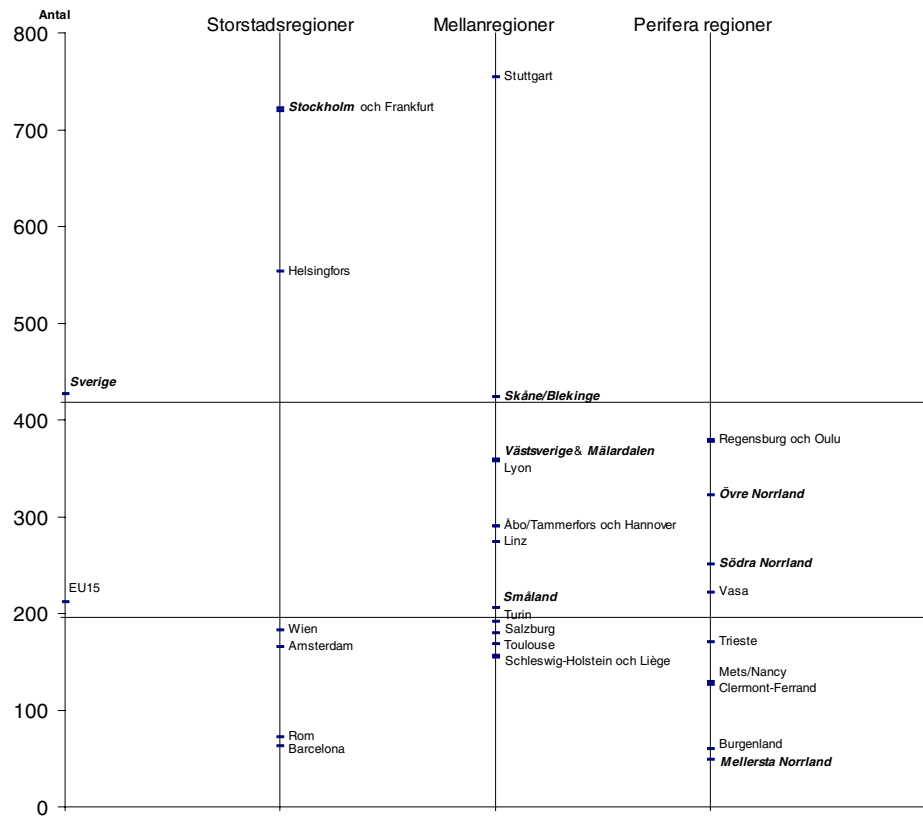 Antal
Storstadsregioner
Mellanregioner
Perifera regioner
800
Stuttgart
Stockholm och Frankfurt
700
600
Helsingfors
500
Sverige
Skåne/Blekinge
400
Regensburg och Oulu
Västsverige & Mälardalen
Lyon
Övre Norrland
300
Åbo/Tammerfors och Hannover
Linz
Södra Norrland
EU15
Vasa
Småland
200
Turin
Wien
Salzburg
Amsterdam
Toulouse
Trieste
Schleswig-Holstein och Liège
Mets/Nancy
Clermont-Ferrand
100
Rom
Barcelona
Burgenland
Mellersta Norrland
0